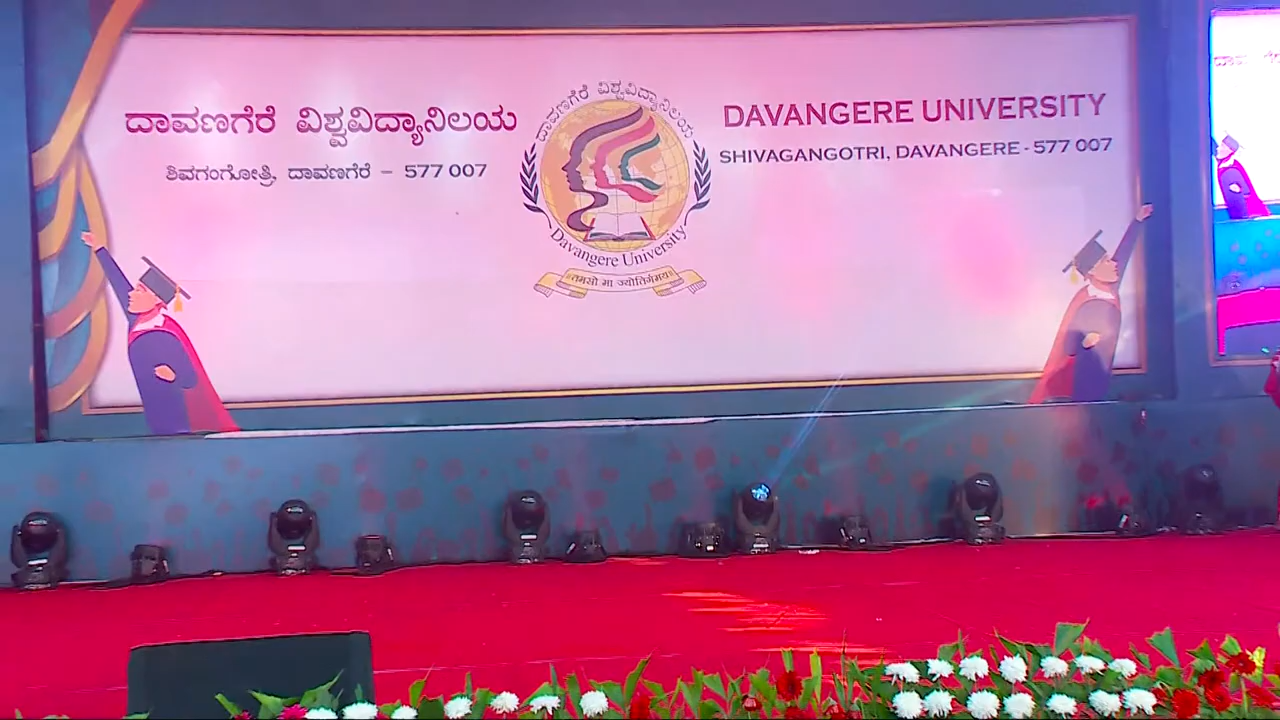 ದಾವಣಗೆರೆ ವಿಶ್ವವಿದ್ಯಾನಿಲಯ
ಶಿವಗಂಗೋತ್ರಿ, ದಾವಣಗೆರೆ – 577 007
ದಾವಣಗೆರೆ ವಿಶ್ವವಿದ್ಯಾನಿಲಯ
Davangere University
॥तमसो मा ज्योतिर्गमय॥
DAVANGERE UNIVERSITY
SHIVAGANGOTRI, DAVANGERE - 577 007